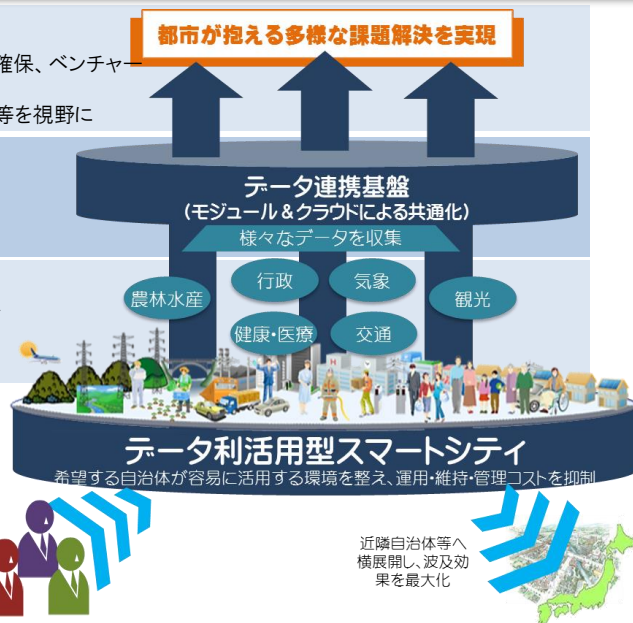 都市が抱える多様な課題解決を実現
確保、ベンチャー
等を視野に
データ連携基盤
(モジュール&クラウドによる共通化)
様々なデータを収集
行政
気象
農林水産
観光
健康・医療
交通
データ利活用型スマートシティ
希望する自治体が容易に活用する環境を整え、運用・維持・管理コストを抑制
近隣自治体等へ
横展開し、波及効
果を最大化